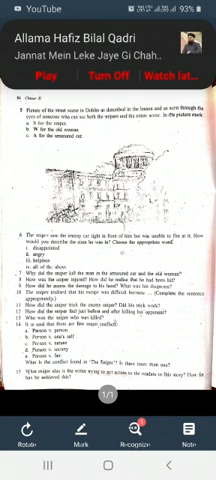 YouTube
93%
Allama Hafiz Bilal Qadri
Jannat Mein Leke Jaye Gi Chah..
Play Turn Off Watch lat...
5 Picture of the street scene in Dublin as described in the lesson and as seen through the
eyes of someone who can see both the snipers and the entire scene. In the picture mark
a. S for the sniper.
b. W for the old woman.
c. A for the armoured car.
6 The sniper saw the enemy car right in front of him but was unable to fire at it. How
would you describe the state he was in? Choose the appropriate word.
i. disappointed
ii. angry
iii. helpless
iv. all of the above
7 Why did the sniper kill the man in the armoured car and the old woman?
8 How was the sniper injured? How did he realise that he had been hit?
9 How did he assess the damage to his hand? What was his diagnosis?
10 The sniper realised that his escape was difficult because ... (Complete the sentence
appropriately.)
11 How did the sniper trick the enemy sniper? Did his trick work?
12 How did the sniper feel just before and after killing his opponent?
13 Who was the sniper who was killed?
14 It is said that there are five major conflicts:
a. Person v. person
b. Person v. one's self
c. Person v. nature
d. Person v. society
e. Person v. fate
What is the conflict found in 'The Sniper'? Is there more than one?
15 What major idea is the writer trying to get across to the readers in this story? How far
has he achieved this?
1/1
Rotate Mark Recognize Note
1